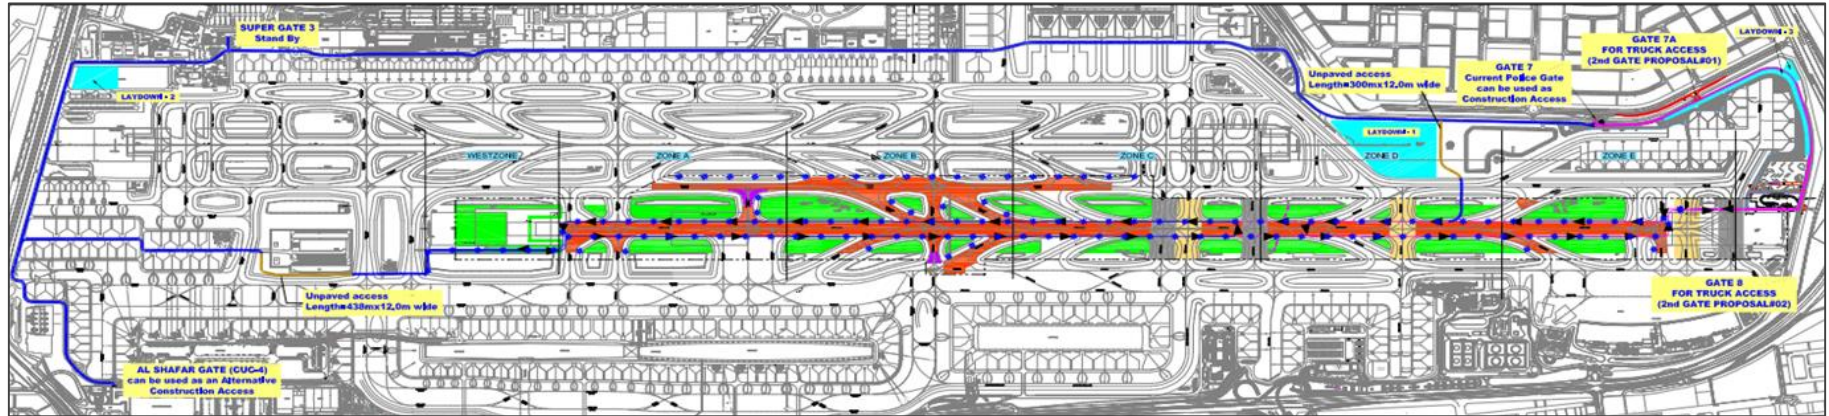 SUPER GATE 3
Stand By
LAYDOWN - 2
GATE 7A
FOR TRUCK ACCESS
(2nd GATE PROPOSAL#01)
LAYDOWN - 3
GATE 7
Current Police Gate
can be used as
Construction Access
Unpaved access
Length=300mx12.0m wide
LAYDOWN - 1
WESTZONE
ZONE A
ZONE B
ZONE C
ZONE D
ZONE E
Unpaved access
Length=438mx12.0m wide
GATE 8
FOR TRUCK ACCESS
(2nd GATE PROPOSAL#02)
AL SHAFAR GATE (CUC-4)
can be used as an Alternative
Construction Access